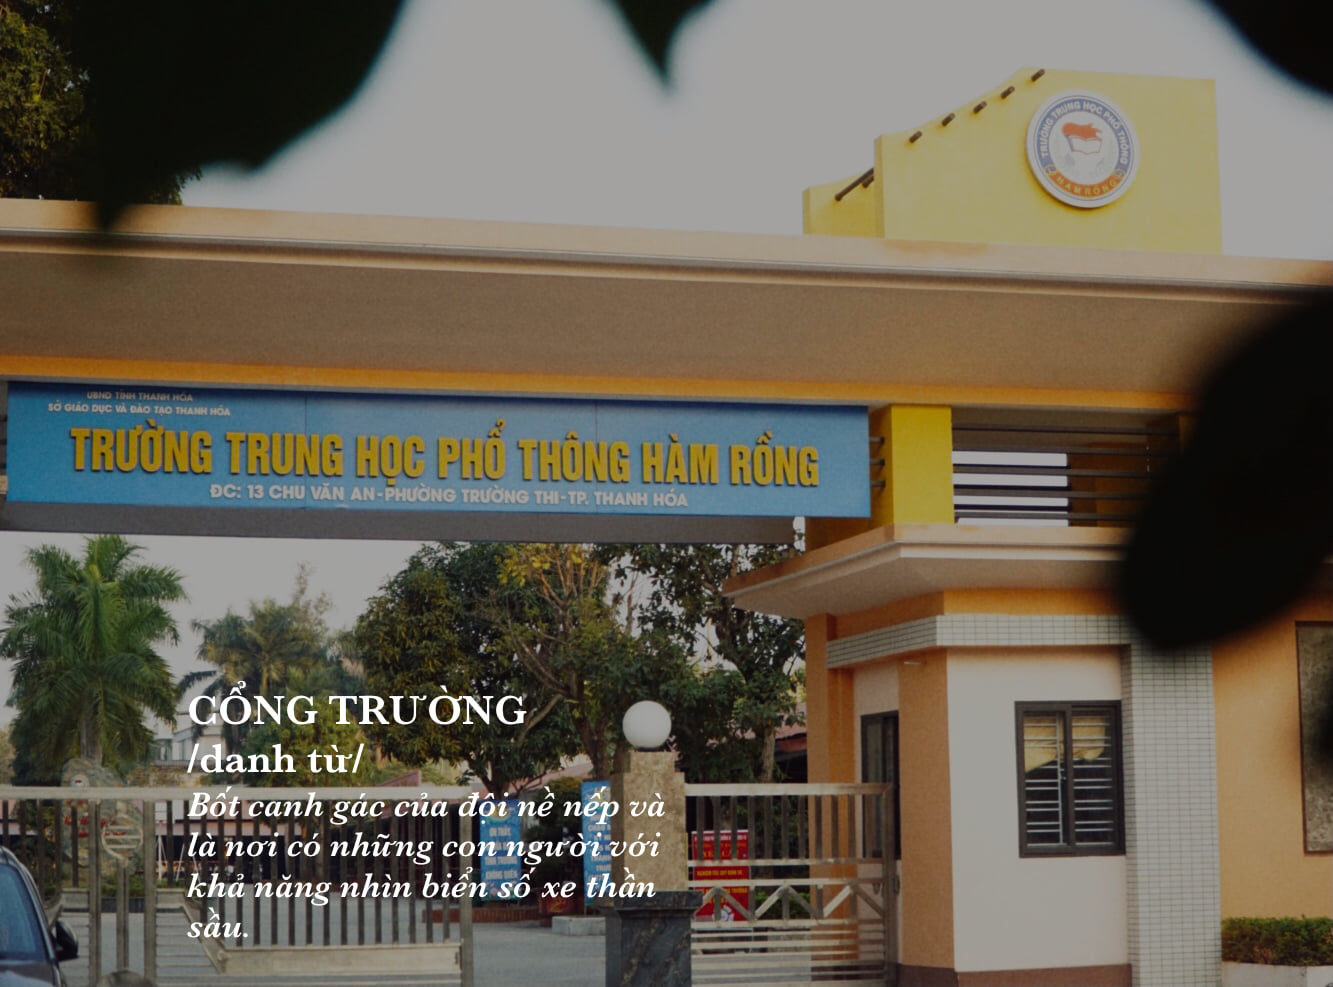 TRƯỜNG TRUNG HỌC PHỔ THÔNG
HAM RỒNG
UBND TỈNH THANH HÓA
SỞ GIÁO DỤC VÀ ĐÀO TẠO THANH HÓA
TRƯỜNG TRUNG HỌC PHỔ THÔNG HÀM RỒNG
ĐC: 13 CHU VĂN AN-PHƯỜNG TRƯỜNG THI-TP. THANH HÓA
CỔNG TRƯỜNG
/danh từ/
Bốt canh gác của đội nề nếp và
là nơi có những con người với
khả năng nhìn biển số xe thần
sầu.